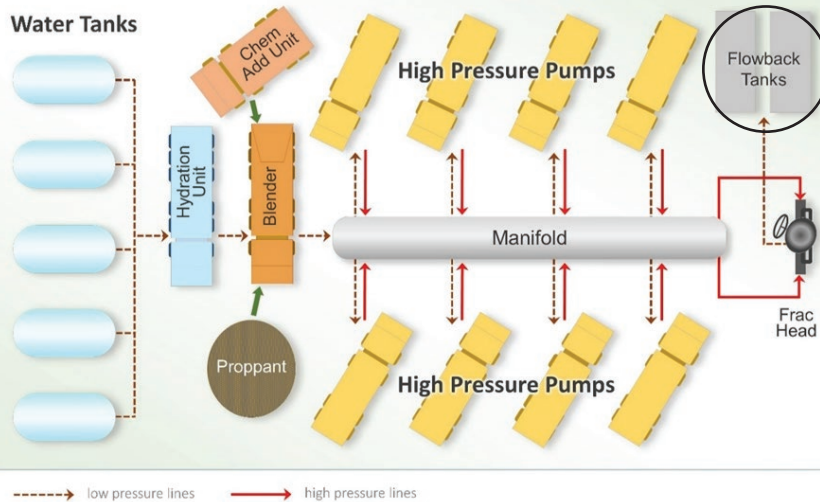 Water Tanks
Chem
Add Unit
High Pressure Pumps
Flowback
Tanks
Hydration
Unit
Blender
Manifold
Frac
Head
Proppant
High Pressure Pumps
low pressure lines
high pressure lines